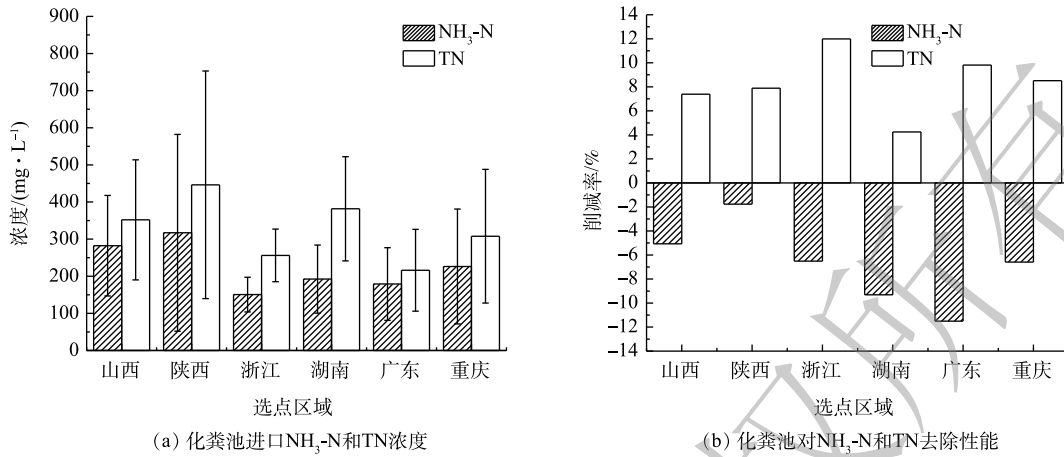 900
800
700
600
500
400
300
200
100
0
浓度/(mg·L⁻¹)
NH₃-N
TN
山西 陕西 浙江 湖南 广东 重庆
选点区域
(a) 化粪池进口NH₃-N和TN浓度
14
12
10
8
6
4
2
0
-2
-4
-6
-8
-10
-12
-14
削减率/%
NH₃-N
TN
山西 陕西 浙江 湖南 广东 重庆
选点区域
(b) 化粪池对NH₃-N和TN去除性能
权所有